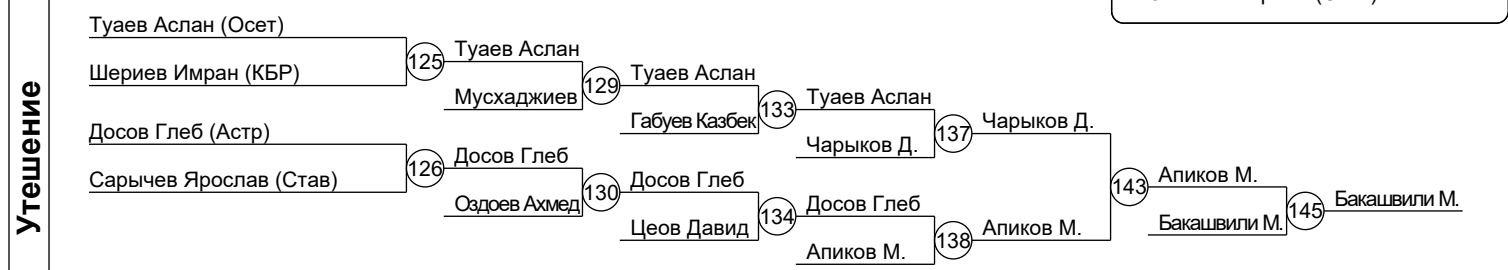 Утешение
Туаев Аслан (Осет)
Шериев Имран (КБР)
125
Туаев Аслан
Мусхаджиев
129
Туаев Аслан
Габуев Казбек
133
Туаев Аслан
Чарыков Д.
137
Чарыков Д.
Досов Глеб (Астр)
Сарычев Ярослав (Став)
126
Досов Глеб
Оздоев Ахмед
130
Досов Глеб
Цеов Давид
134
Досов Глеб
Апиков М.
138
Апиков М.
143
Апиков М.
Бакашвили М.
145
Бакашвили М.